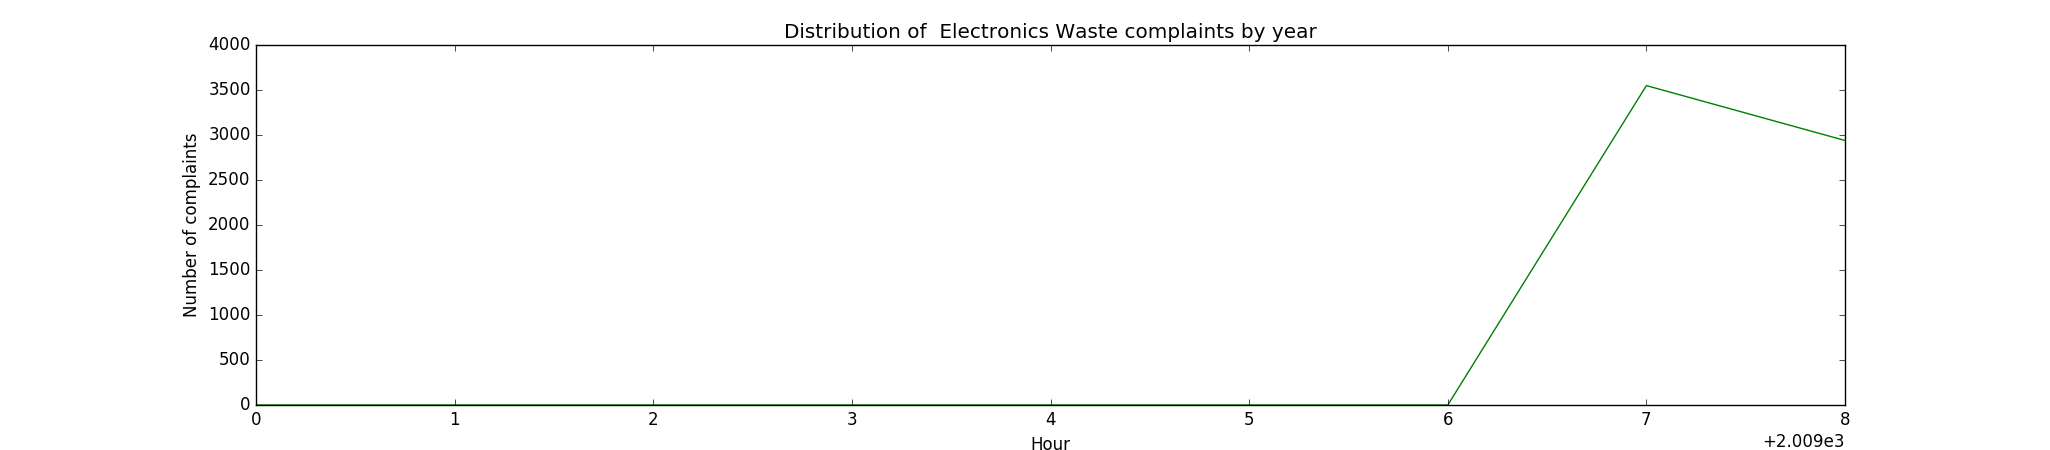 Distribution of  Electronics Waste complaints by year
4000
3500
3000
2500
2000
1500
1000
500
0
Number of complaints
0 1 2 3 4 5 6 7 8
Hour
+2.009e3